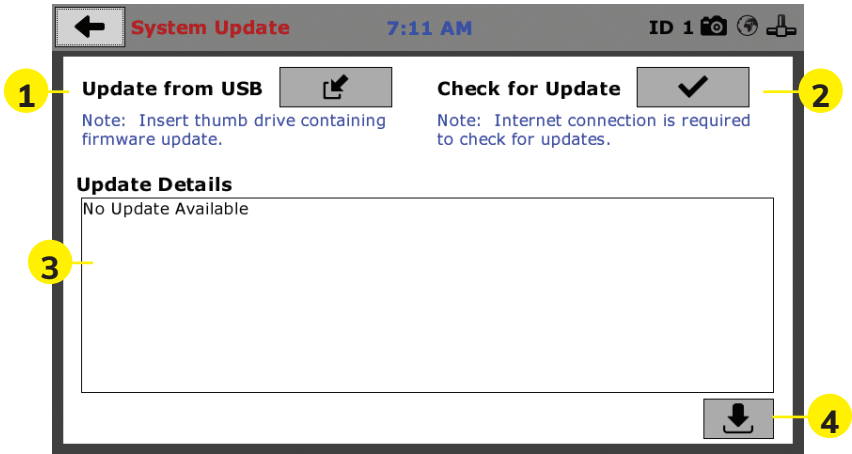 System Update 7:11 AM ID 1
1 Update from USB Check for Update 2
Note: Insert thumb drive containing
firmware update.
Note: Internet connection is required
to check for updates.
Update Details
No Update Available
3
4